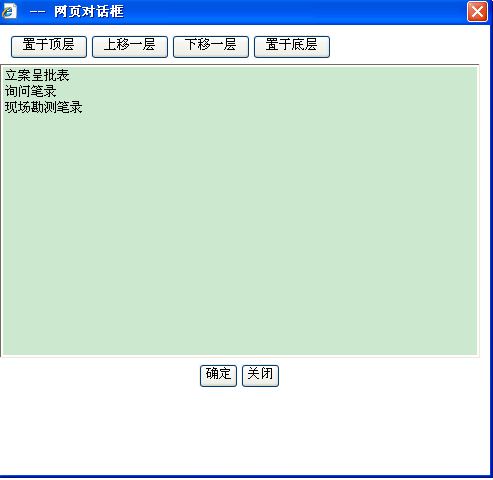 -- 网页对话框
置于顶层 上移一层 下移一层 置于底层
立案呈批表
询问笔录
现场勘测笔录
确定 关闭